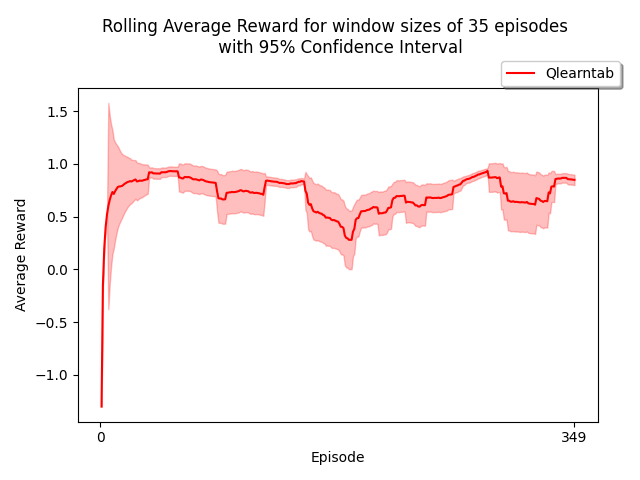 Rolling Average Reward for window sizes of 35 episodes
with 95% Confidence Interval
Qlearntab
1.5
1.0
0.5
0.0
−0.5
−1.0
Average Reward
0
349
Episode